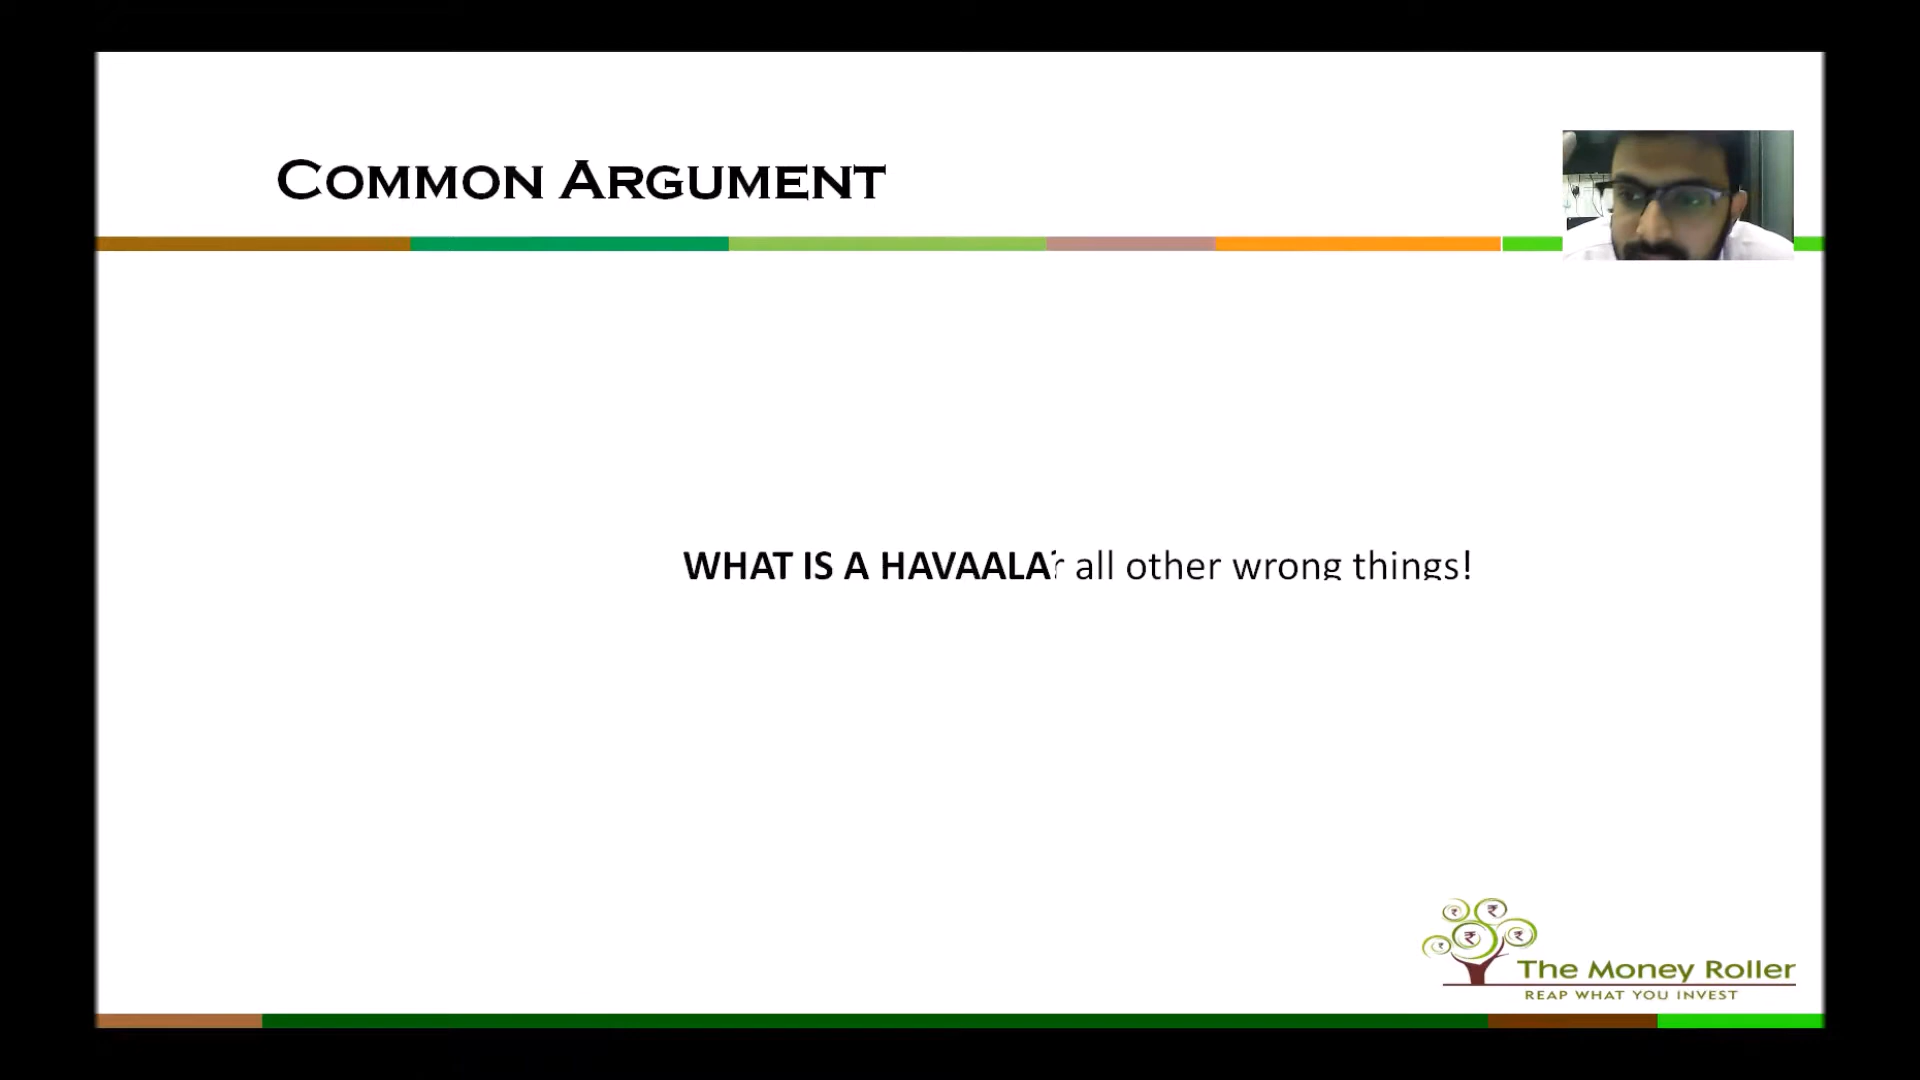 COMMON ARGUMENT
WHAT IS A HAVAALA all other wrong things!
The Money Roller
REAP WHAT YOU INVEST